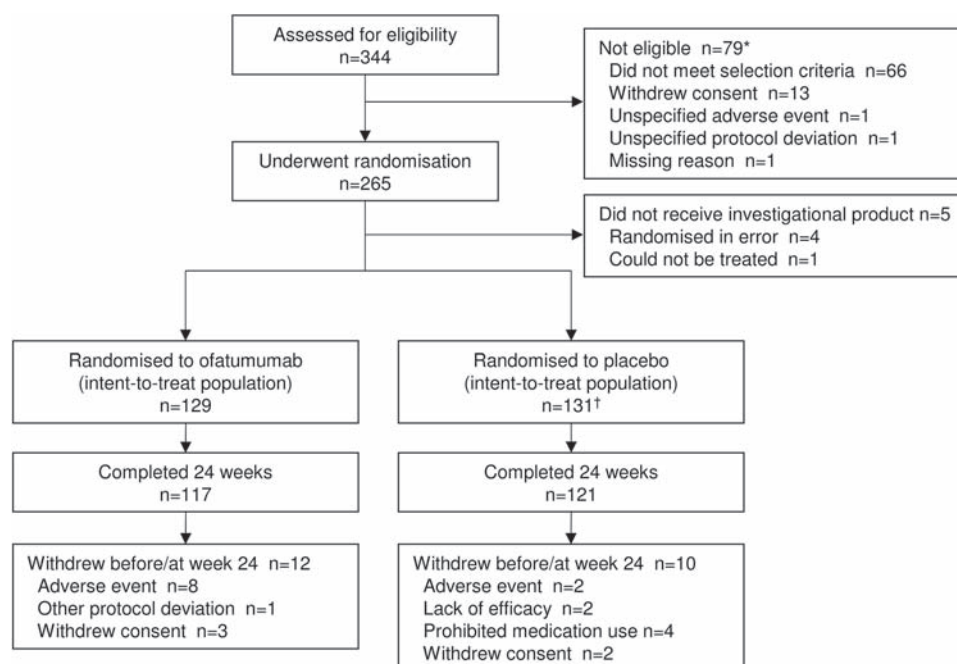 Assessed for eligibility
n=344
Not eligible n=79*
Did not meet selection criteria n=66
Withdrew consent n=13
Unspecified adverse event n=1
Unspecified protocol deviation n=1
Missing reason n=1
Underwent randomisation
n=265
Did not receive investigational product n=5
Randomised in error n=4
Could not be treated n=1
Randomised to ofatumumab
(intent-to-treat population)
n=129
Randomised to placebo
(intent-to-treat population)
n=131†
Completed 24 weeks
n=117
Completed 24 weeks
n=121
Withdrew before/at week 24 n=12
Adverse event n=8
Other protocol deviation n=1
Withdrew consent n=3
Withdrew before/at week 24 n=10
Adverse event n=2
Lack of efficacy n=2
Prohibited medication use n=4
Withdrew consent n=2